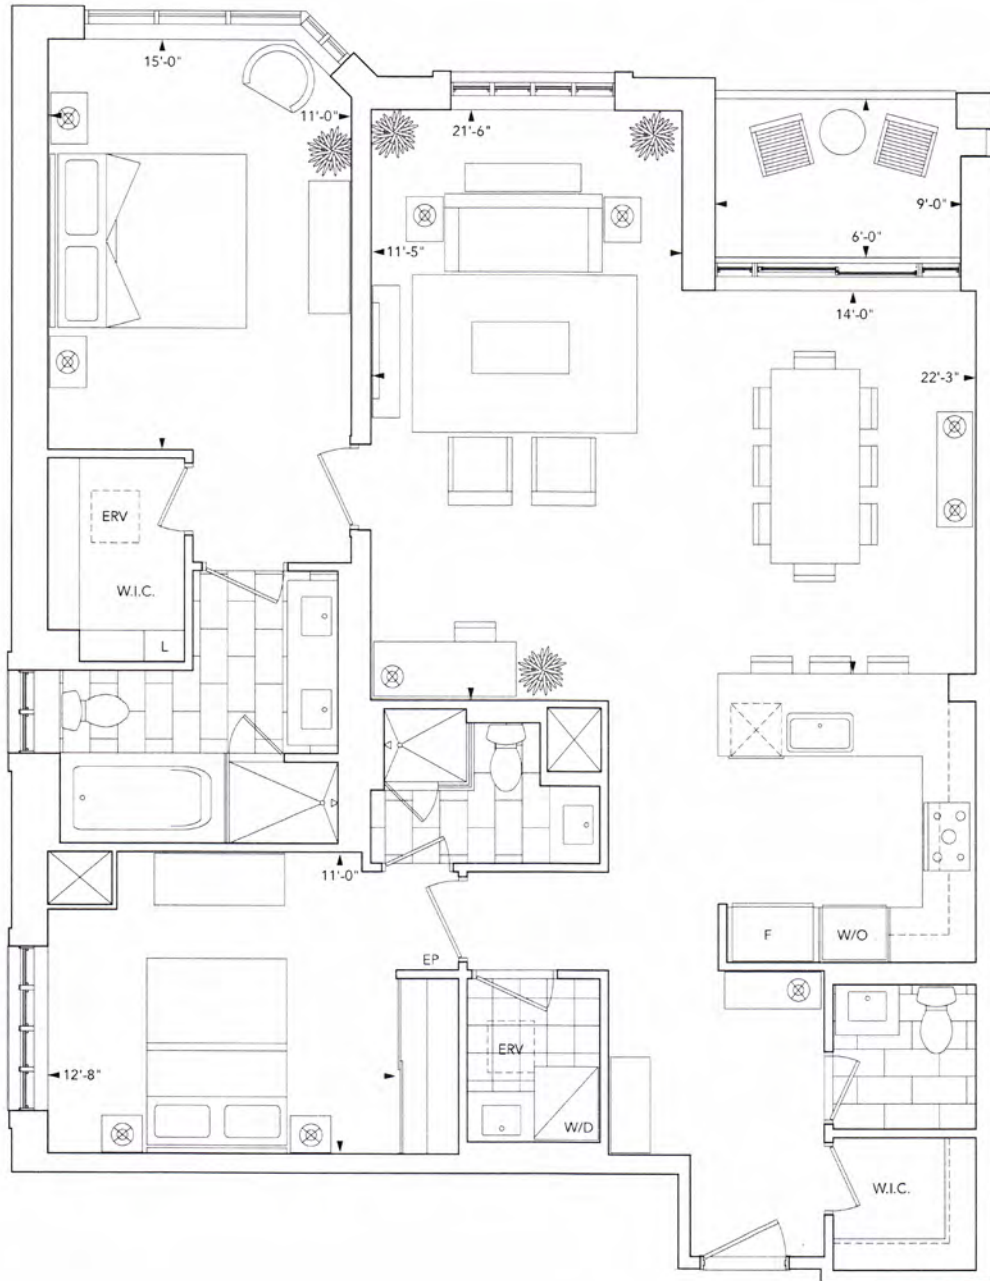 15'-0"
11'-0"
21'-6"
9'-0"
6'-0"
11'-5"
14'-0"
22'-3"
ERV
W.I.C.
L
11'-0"
F
W/O
EP
ERV
12'-8"
W/D
W.I.C.